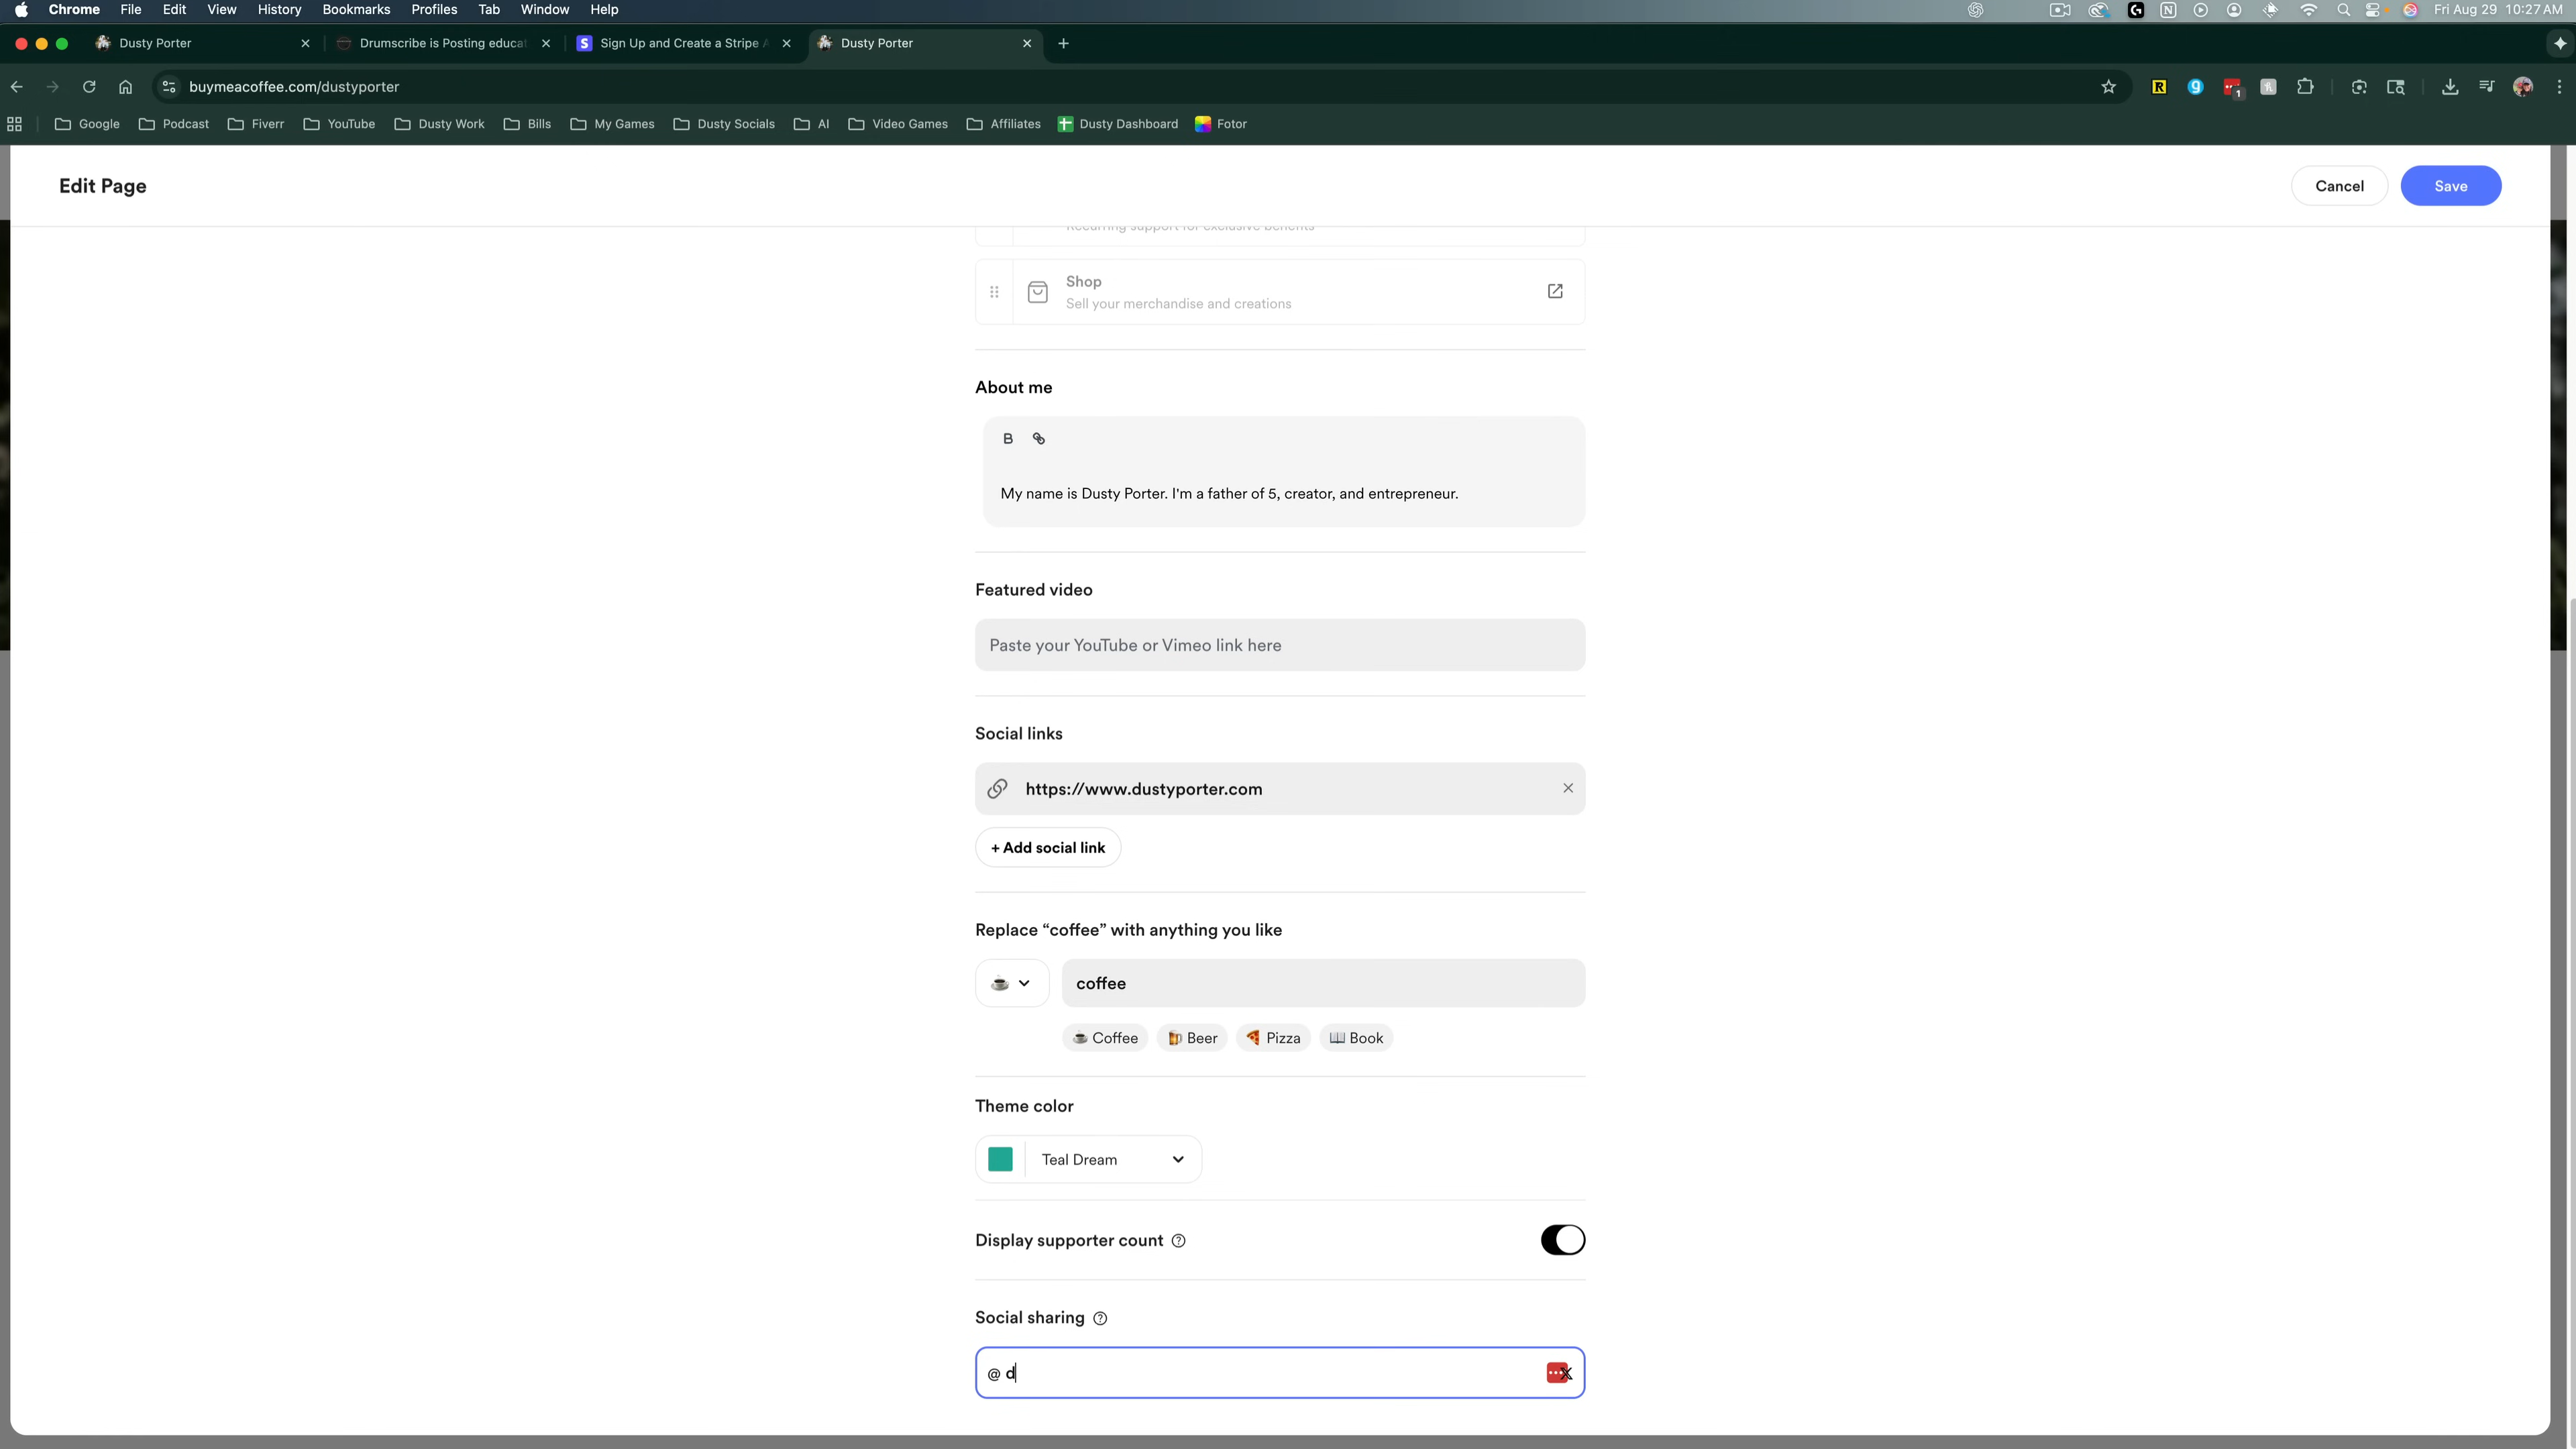 Chrome File Edit View History Bookmarks Profiles Tab Window Help Fri Aug 29 10:27 AM
Dusty Porter Drumscribe is Posting educat Sign Up and Create a Stripe A Dusty Porter
buymeacoffee.com/dustyporter
Google Podcast Fiverr YouTube Dusty Work Bills My Games Dusty Socials AI Video Games Affiliates Dusty Dashboard Fotor
Edit Page
Cancel Save
Recurring support for exclusive benefits
Shop
Sell your merchandise and creations
About me
B
My name is Dusty Porter. I'm a father of 5, creator, and entrepreneur.
Featured video
Paste your YouTube or Vimeo link here
Social links
https://www.dustyporter.com
+ Add social link
Replace “coffee” with anything you like
coffee
Coffee Beer Pizza Book
Theme color
Teal Dream
Display supporter count
Social sharing
@ d